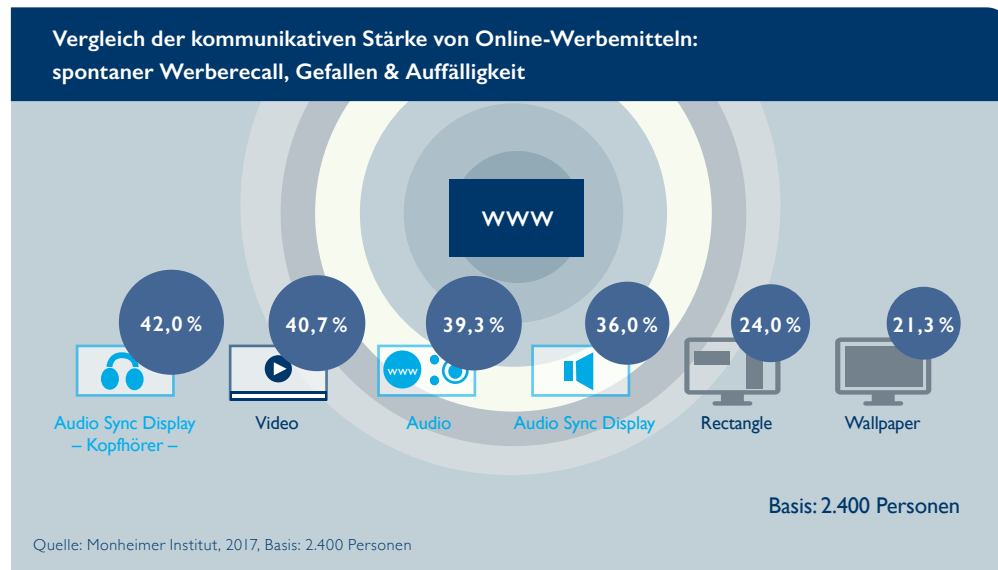 Vergleich der kommunikativen Stärke von Online-Werbemitteln:
spontaner Werberecall, Gefallen & Auffälligkeit
www
42,0 %
40,7 %
39,3 %
36,0 %
24,0 %
21,3 %
www
Audio Sync Display
– Kopfhörer –
Video
Audio
Audio Sync Display
Rectangle
Wallpaper
Basis: 2.400 Personen
Quelle: Monheimer Institut, 2017, Basis: 2.400 Personen